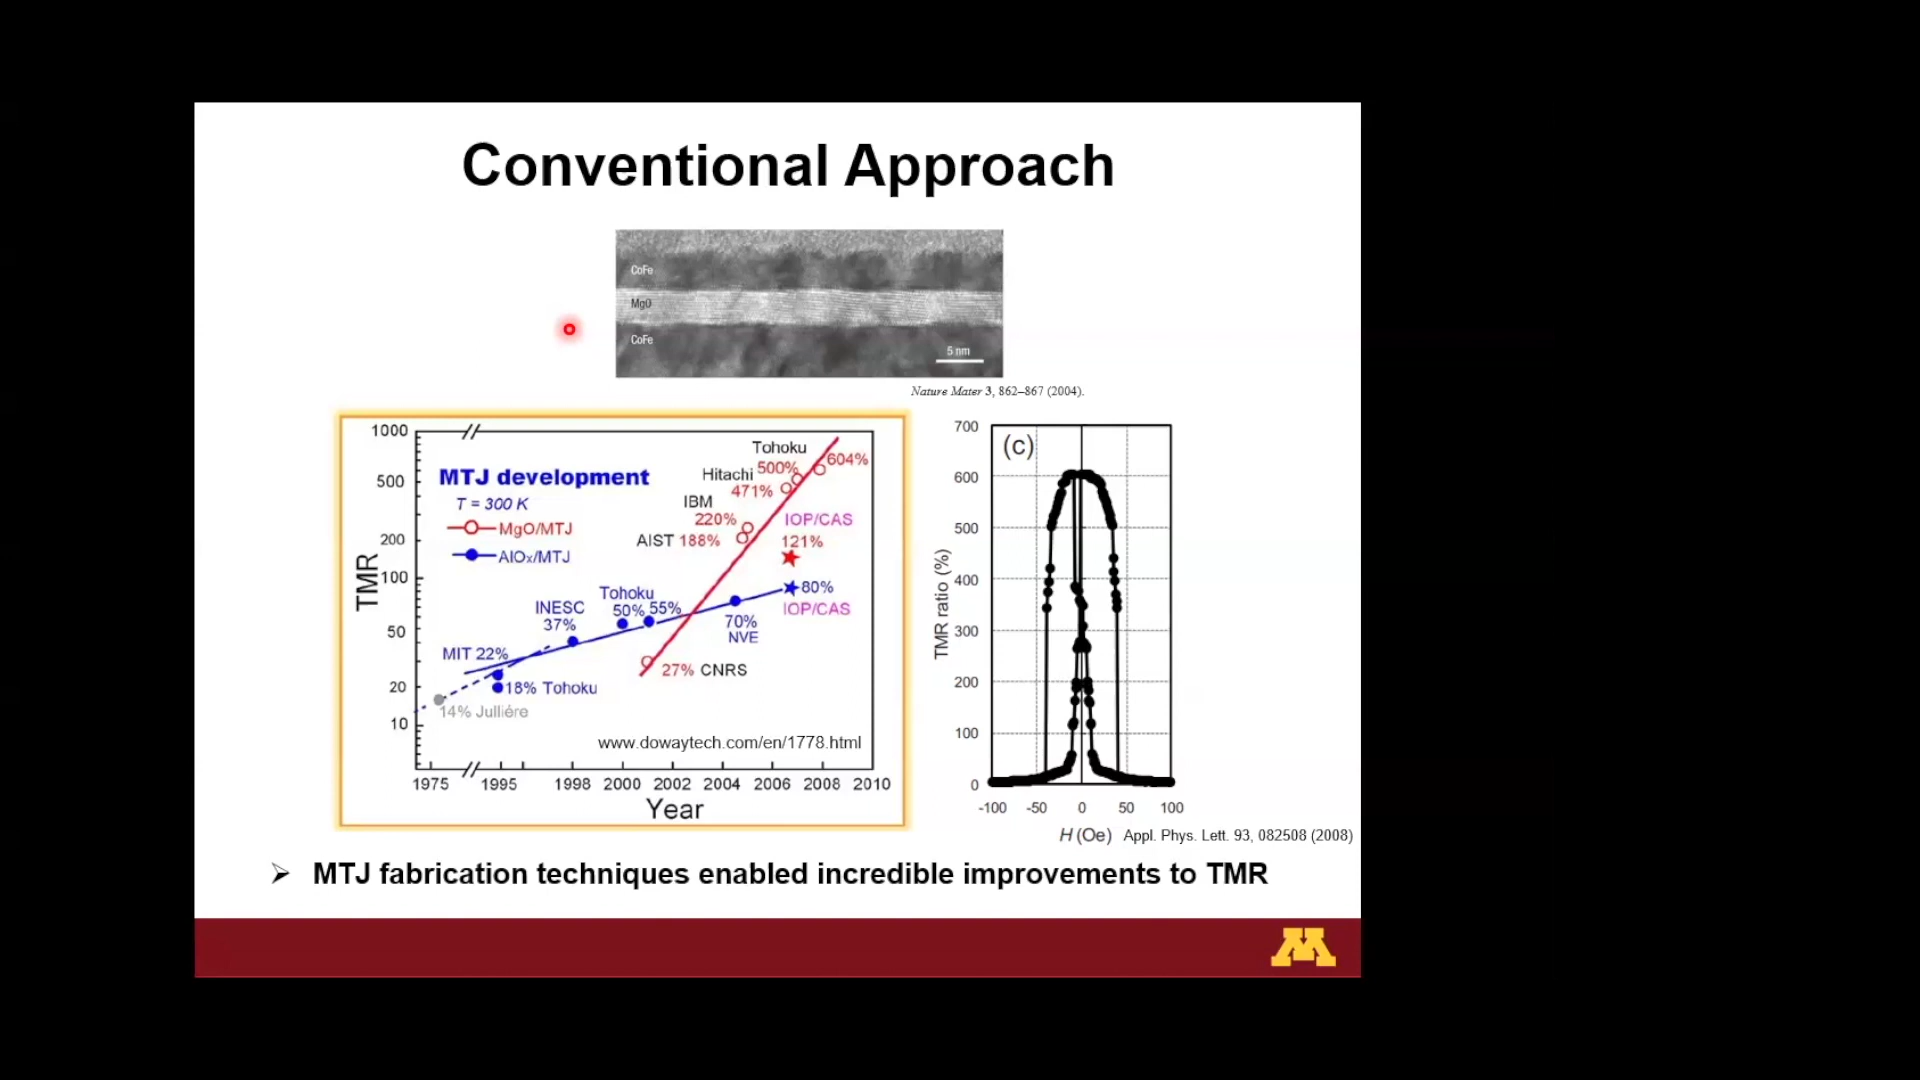 Conventional Approach
CoFe
MgO
CoFe
5 nm
Nature Mater 3, 862–867 (2004).
1000
500
200
100
50
20
10
TMR
MTJ development
T = 300 K
MgO/MTJ
AlOx/MTJ
Tohoku
500%
604%
Hitachi
471%
IBM
220%
IOP/CAS
121%
AIST 188%
Tohoku
50% 55%
80%
IOP/CAS
INESC
37%
70%
NVE
MIT 22%
27% CNRS
18% Tohoku
14% Julliére
www.dowaytech.com/en/1778.html
1975 1995 1998 2000 2002 2004 2006 2008 2010
Year
(c)
700
600
500
400
300
200
100
0
TMR ratio (%)
-100 -50 0 50 100
H (Oe)
Appl. Phys. Lett. 93, 082508 (2008)
➢ MTJ fabrication techniques enabled incredible improvements to TMR
M